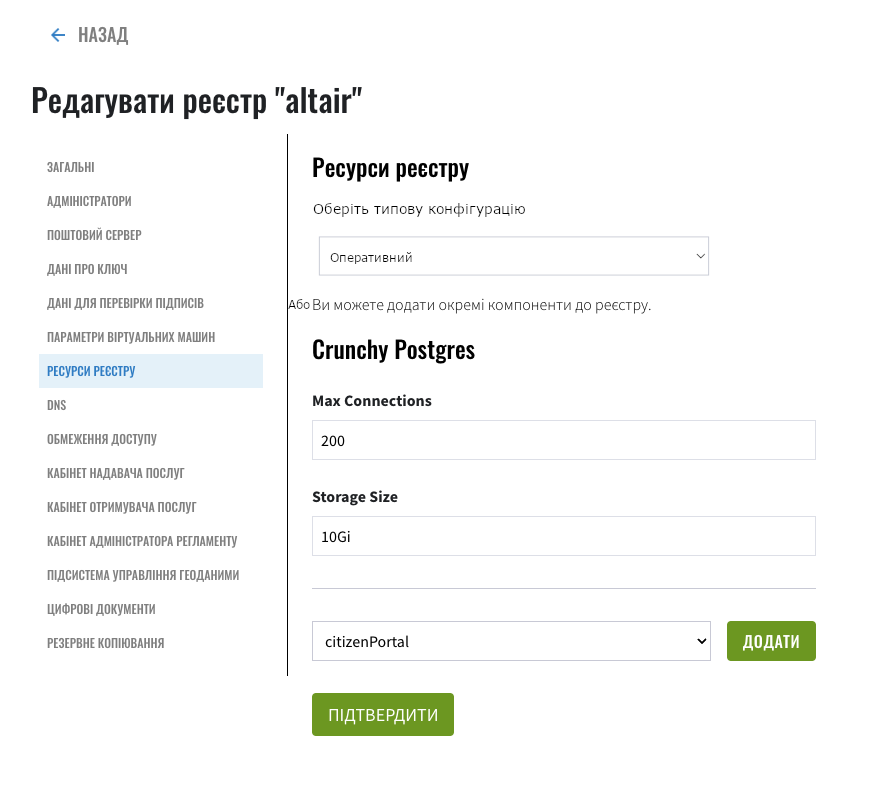 НАЗАД
Редагувати реєстр "altair"
ЗАГАЛЬНІ
АДМІНІСТРАТОРИ
ПОШТОВИЙ СЕРВЕР
ДАНІ ПРО КЛЮЧ
ДАНІ ДЛЯ ПЕРЕВІРКИ ПІДПИСІВ
ПАРАМЕТРИ ВІРТУАЛЬНИХ МАШИН
РЕСУРСИ РЕЄСТРУ
DNS
ОБМЕЖЕННЯ ДОСТУПУ
КАБІНЕТ НАДАВАЧА ПОСЛУГ
КАБІНЕТ ОТРИМУВАЧА ПОСЛУГ
КАБІНЕТ АДМІНІСТРАТОРА РЕГЛАМЕНТУ
ПІДСИСТЕМА УПРАВЛІННЯ ГЕОДАНИМИ
ЦИФРОВІ ДОКУМЕНТИ
РЕЗЕРВНЕ КОПІЮВАННЯ
Ресурси реєстру
Оберіть типову конфігурацію
Оперативний
Або Ви можете додати окремі компоненти до реєстру.
Crunchy Postgres
Max Connections
200
Storage Size
10Gi
citizenPortal
ДОДАТИ
ПІДТВЕРДИТИ